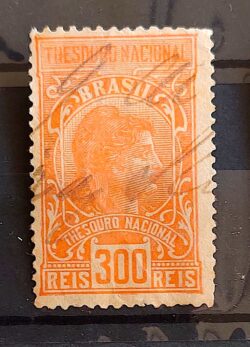 THESOURO NACIONAL
BRASIL
THESOURO NACIONAL
REIS 300 REIS